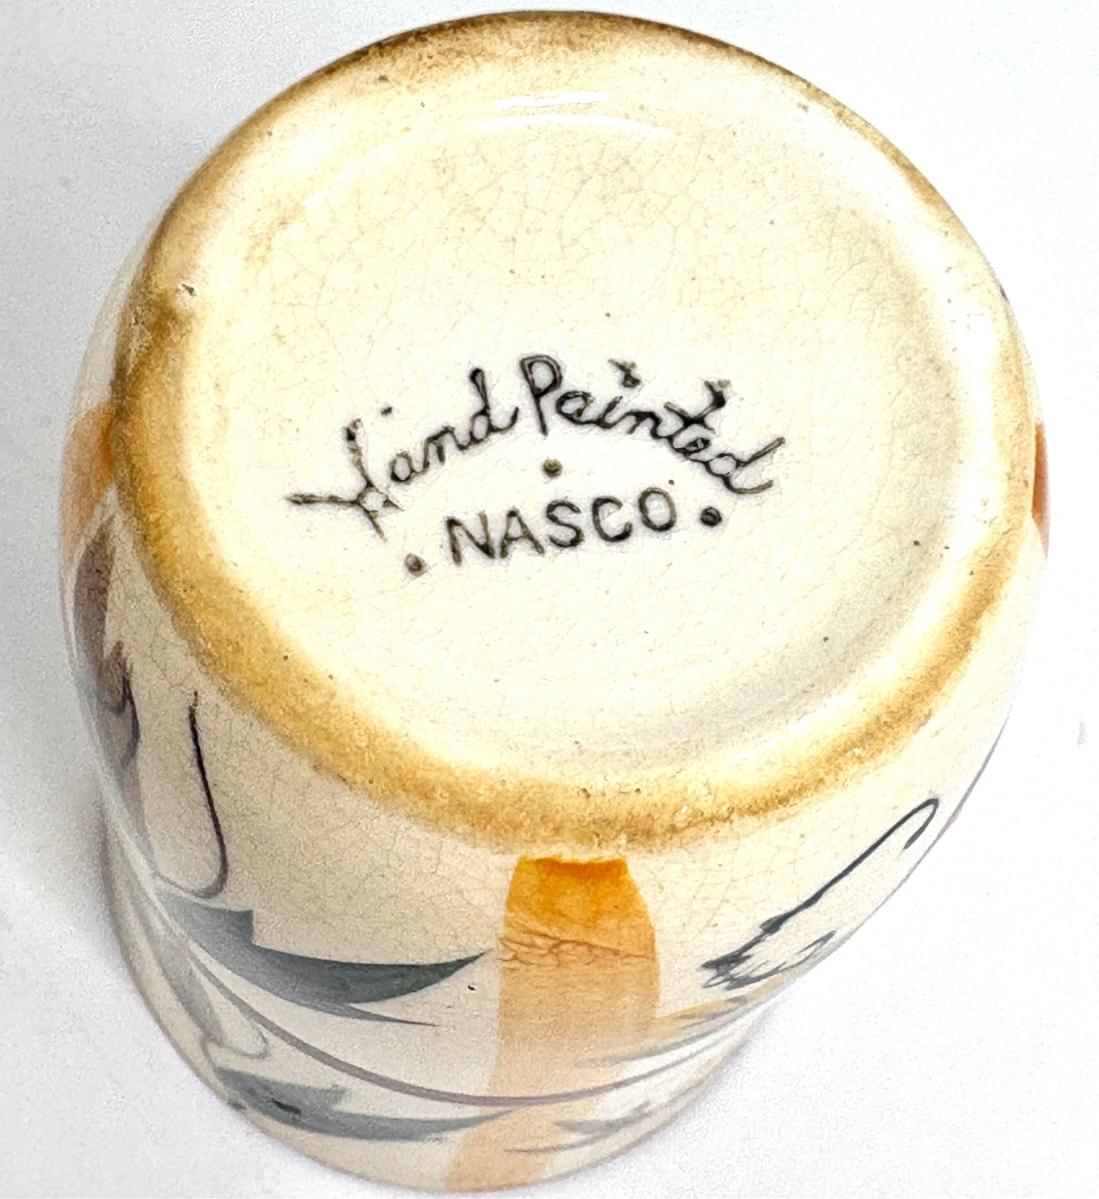 Hand Painted
• NASCO •